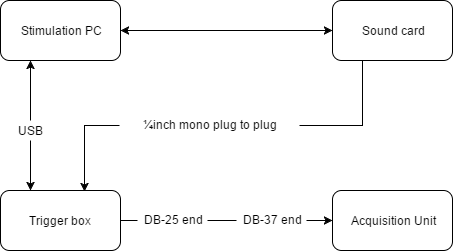 Stimulation PC
Sound card
¼inch mono plug to plug
USB
Trigger box
DB-25 end
DB-37 end
Acquisition Unit